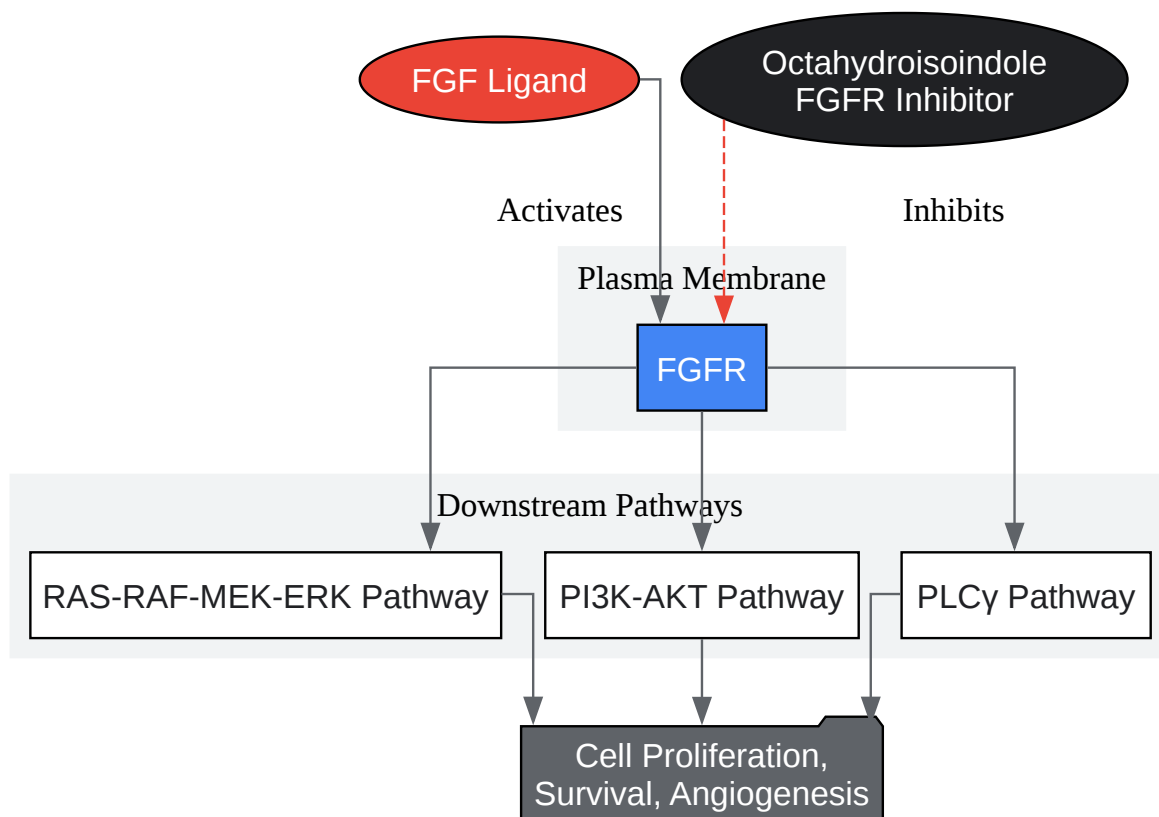 FGF Ligand
Octahydroisoindole
FGFR Inhibitor
Activates
Inhibits
Plasma Membrane
FGFR
Downstream Pathways
RAS-RAF-MEK-ERK Pathway
PI3K-AKT Pathway
PLCγ Pathway
Cell Proliferation,
Survival, Angiogenesis